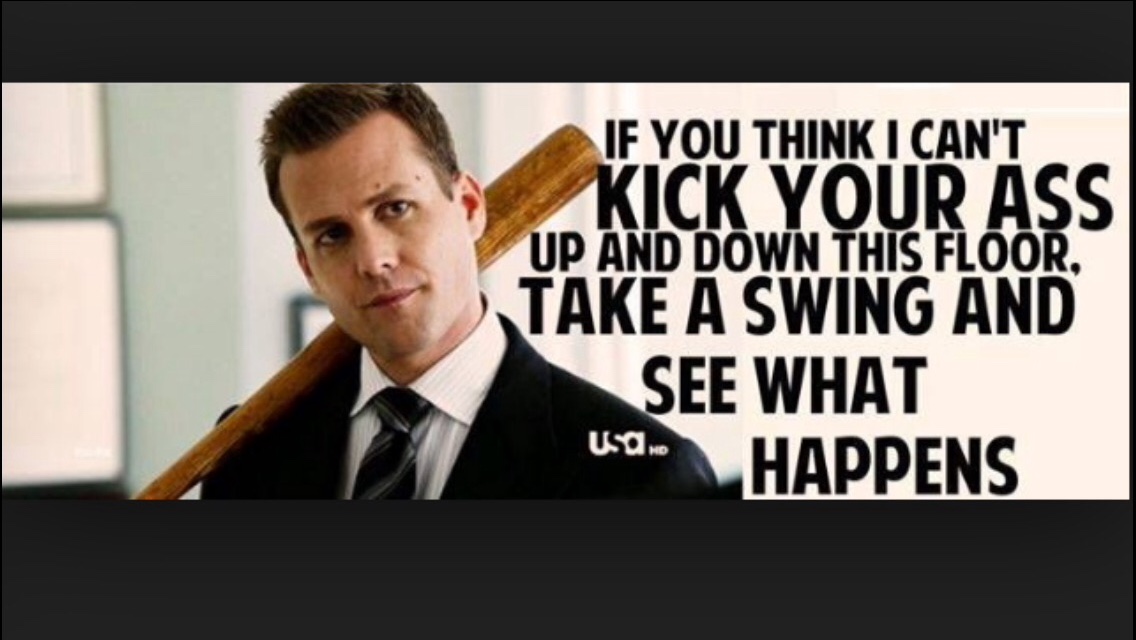 IF YOU THINK I CAN'T
KICK YOUR ASS
UP AND DOWN THIS FLOOR,
TAKE A SWING AND
SEE WHAT
HAPPENS
usa HD